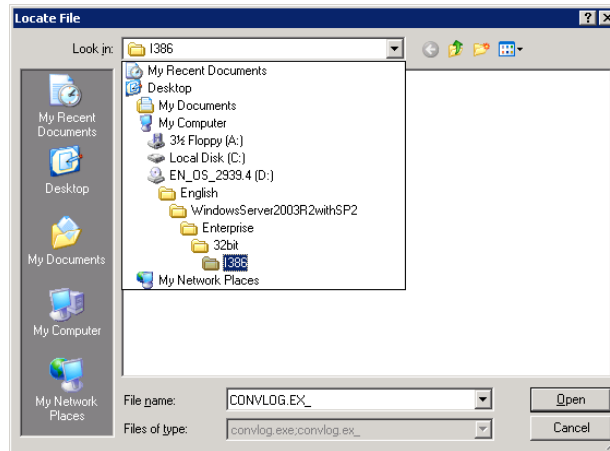 Locate File
Look in:
I386
My Recent Documents
Desktop
My Documents
My Computer
3½ Floppy (A:)
Local Disk (C:)
EN_OS_2939.4 (D:)
English
WindowsServer2003R2withSP2
Enterprise
32bit
I386
My Network Places
My Recent
Documents
Desktop
My Documents
My Computer
My Network
Places
File name:
CONVLOG.EX_
Open
Files of type:
convlog.exe;convlog.ex_
Cancel